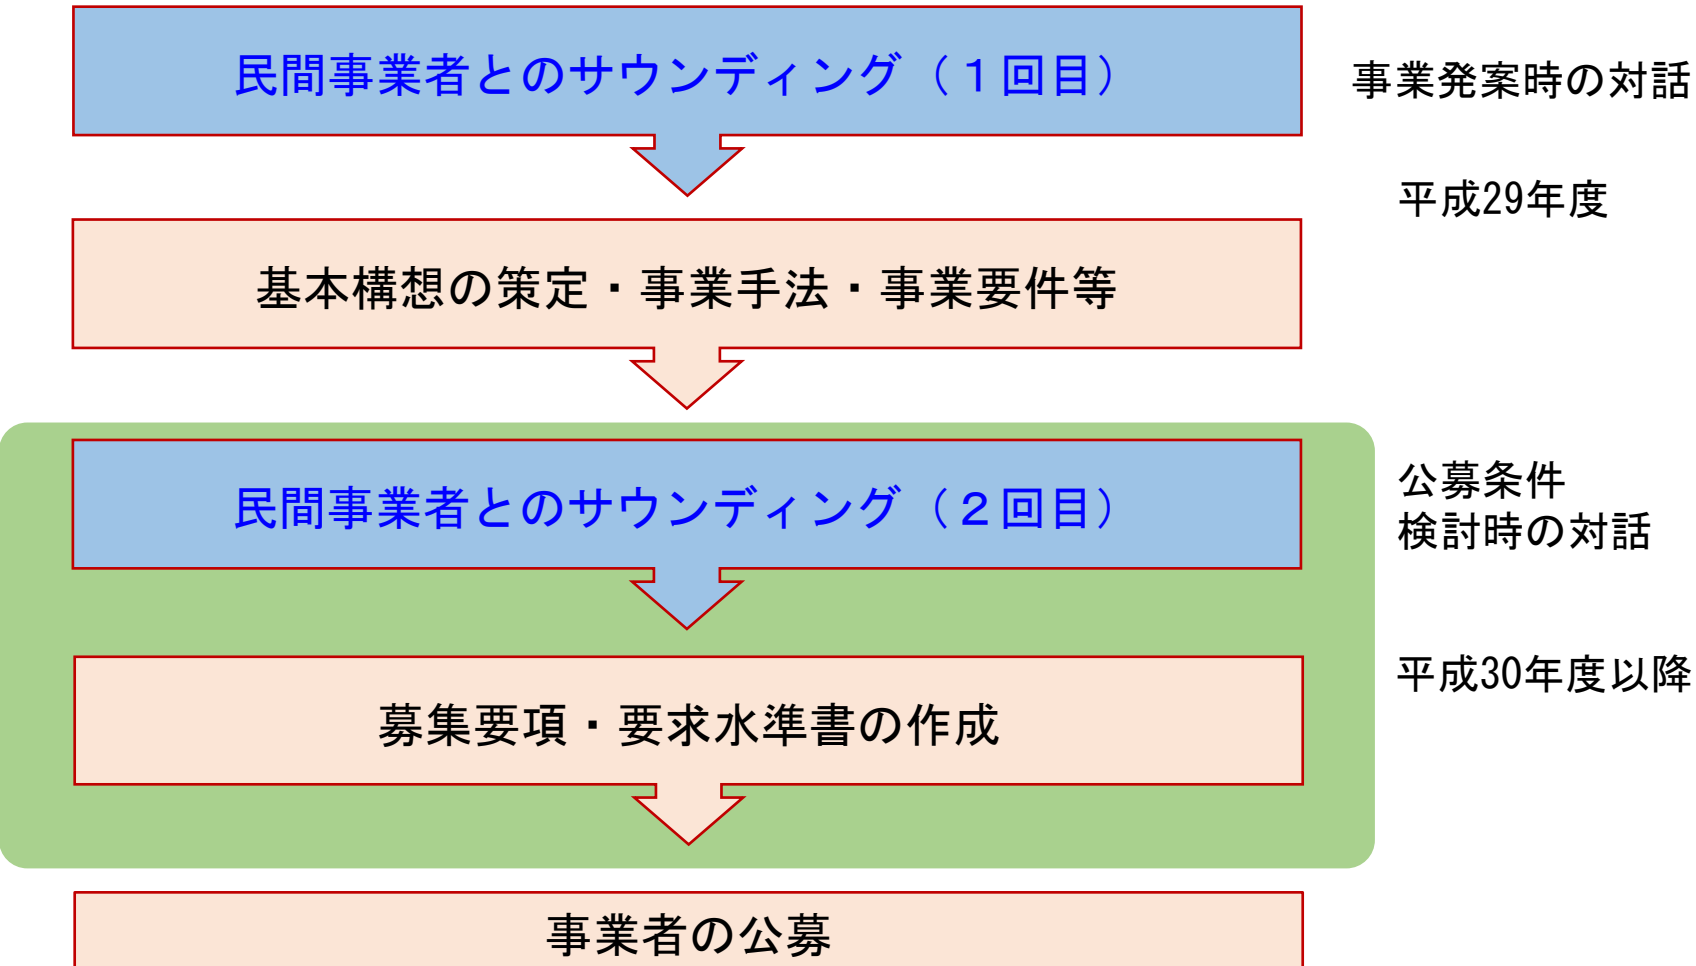 民間事業者とのサウンディング（１回目）
事業発案時の対話
平成29年度
基本構想の策定・事業手法・事業要件等
民間事業者とのサウンディング（２回目）
公募条件
検討時の対話
平成30年度以降
募集要項・要求水準書の作成
事業者の公募